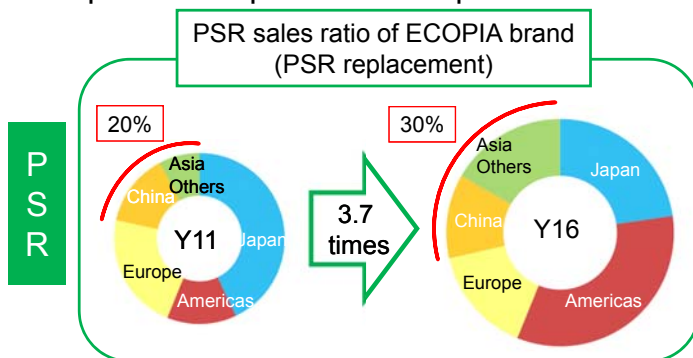 PSR sales ratio of ECOPIA brand
(PSR replacement)
P
S
R
20%
Asia
Others
China
Japan
Y11
Europe
Americas
3.7
times
30%
Asia
Others
Japan
China
Y16
Europe
Americas